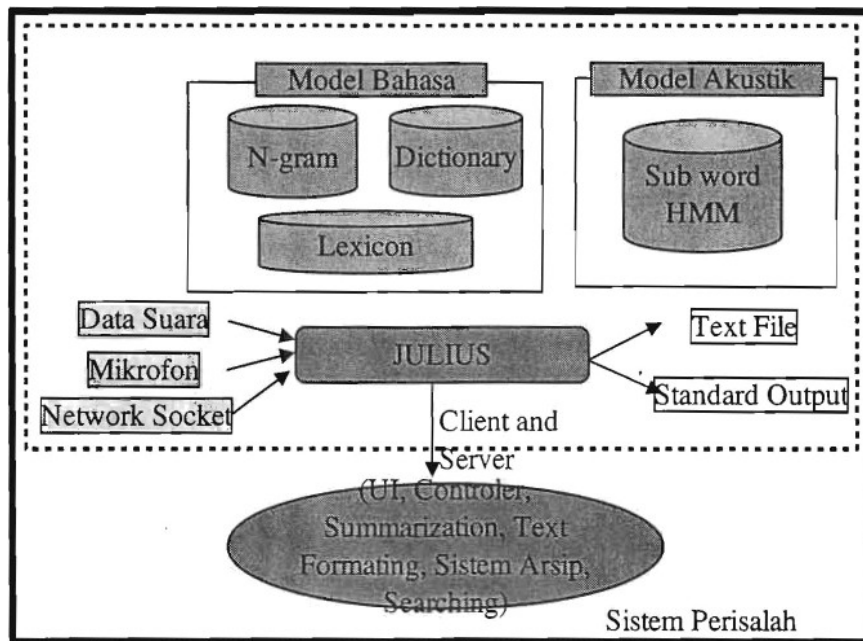 Model Bahasa
Model Akustik
N-gram
Dictionary
Lexicon
Sub word
HMM
Data Suara
Mikrofon
Network Socket
JULIUS
Text File
Standard Output
Client and
Server
(UI, Controler,
Summarization, Text
Formating, Sistem Arsip,
Searching)
Sistem Perisalah